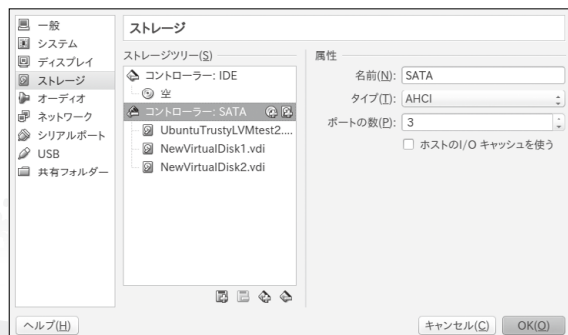 一般
システム
ディスプレイ
ストレージ
オーディオ
ネットワーク
シリアルポート
USB
共有フォルダー
ストレージ
ストレージツリー(S)
コントローラー: IDE
空
コントローラー: SATA
UbuntuTrustyLVMtest2....
NewVirtualDisk1.vdi
NewVirtualDisk2.vdi
属性
名前(N): SATA
タイプ(T): AHCI
ポートの数(P): 3
ホストのI/O キャッシュを使う
ヘルプ(H)
キャンセル(C) OK(O)